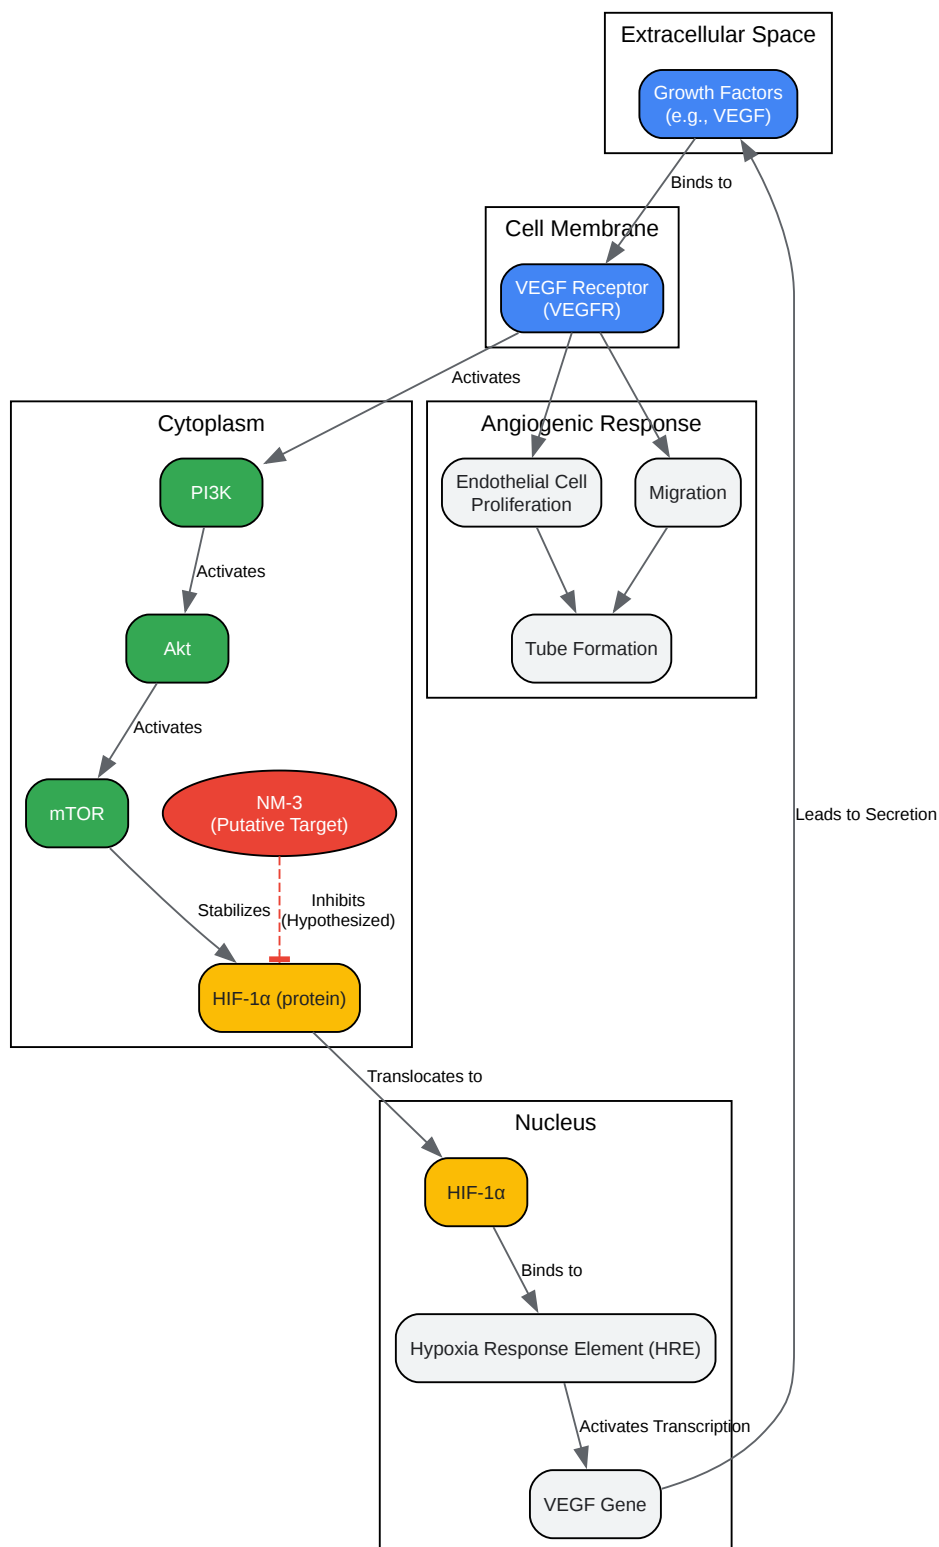 Extracellular Space
Growth Factors
(e.g., VEGF)
Binds to
Cell Membrane
VEGF Receptor
(VEGFR)
Activates
Cytoplasm
Angiogenic Response
PI3K
Endothelial Cell
Proliferation
Migration
Activates
Akt
Tube Formation
Activates
mTOR
NM-3
(Putative Target)
Leads to Secretion
Stabilizes
Inhibits
(Hypothesized)
HIF-1α (protein)
Translocates to
Nucleus
HIF-1α
Binds to
Hypoxia Response Element (HRE)
Activates Transcription
VEGF Gene